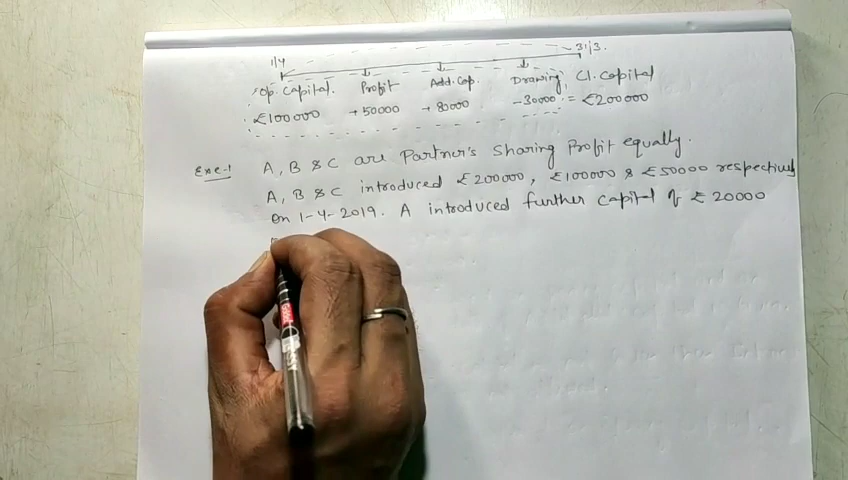 1/4 31/3.
Op. Capital. Profit Add. Cap. Drawing Cl. Capital
₹100000 + 50000 + 80000 - 30000 = ₹200000
Exe-1 A, B & C are Partner's sharing Profit equally.
A, B & C introduced ₹200000, ₹100000 & ₹50000 respectively
on 1-4-2019. A introduced further capital of ₹20000